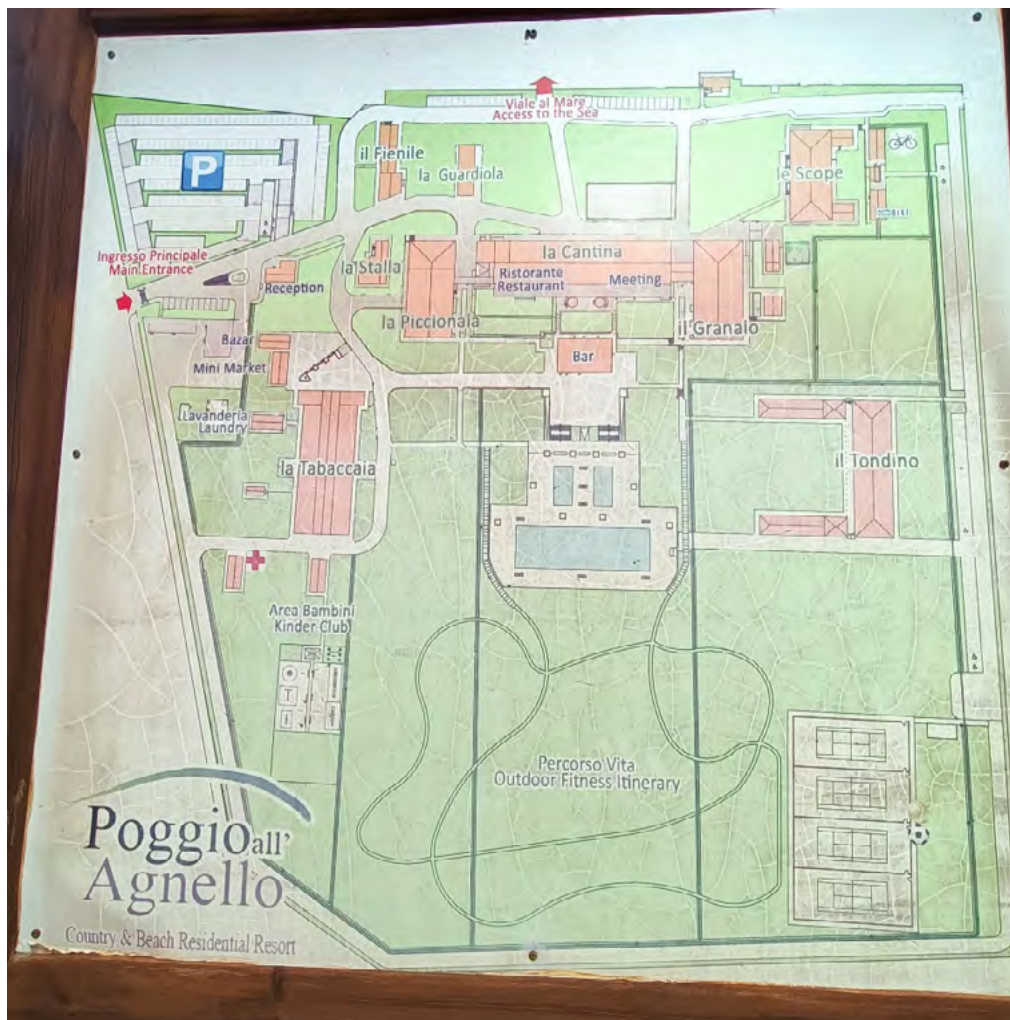 Viale al Mare
Access to the Sea
il Fienile
la Guardiola
P
le Scope
Ingresso Principale
Main Entrance
la Stalla
la Cantina
Reception
Ristorante
Restaurant
Meeting
la Piccionaia
il Granaio
Bazar
Bar
Mini Market
Lavanderia
Laundry
la Tabaccaia
il Tondino
Area Bambini
Kinder Club
T
Percorso Vita
Outdoor Fitness Itinerary
Poggio all'
Agnello
Country & Beach Residential Resort